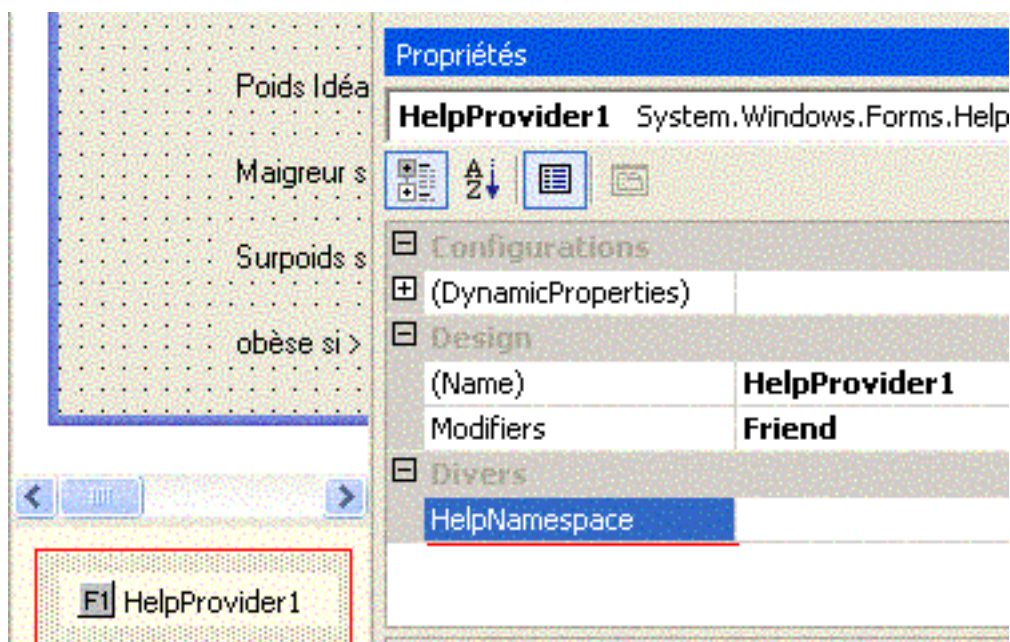 Poids Idéa
Maigreur s
Surpoids s
obèse si >
F1 HelpProvider1
Propriétés
HelpProvider1 System.Windows.Forms.Help
A
Z
Configurations
(DynamicProperties)
Design
(Name) HelpProvider1
Modifiers Friend
Divers
HelpNamespace